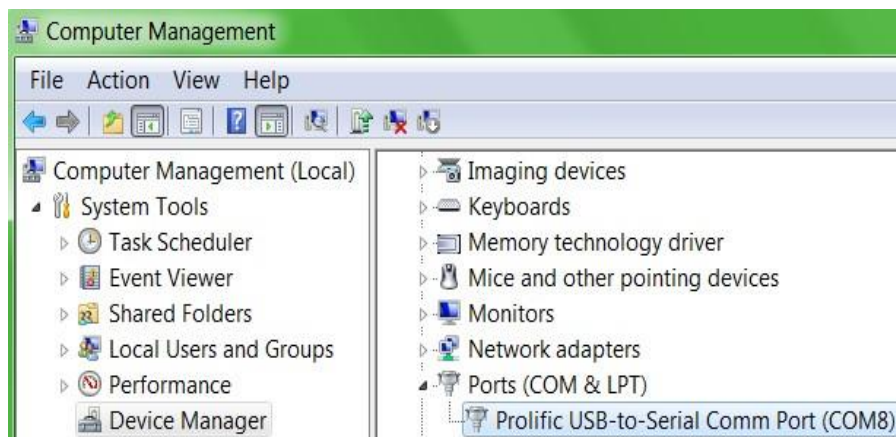 Computer Management
File Action View Help
Computer Management (Local)
System Tools
Task Scheduler
Event Viewer
Shared Folders
Local Users and Groups
Performance
Device Manager
Imaging devices
Keyboards
Memory technology driver
Mice and other pointing devices
Monitors
Network adapters
Ports (COM & LPT)
Prolific USB-to-Serial Comm Port (COM8)